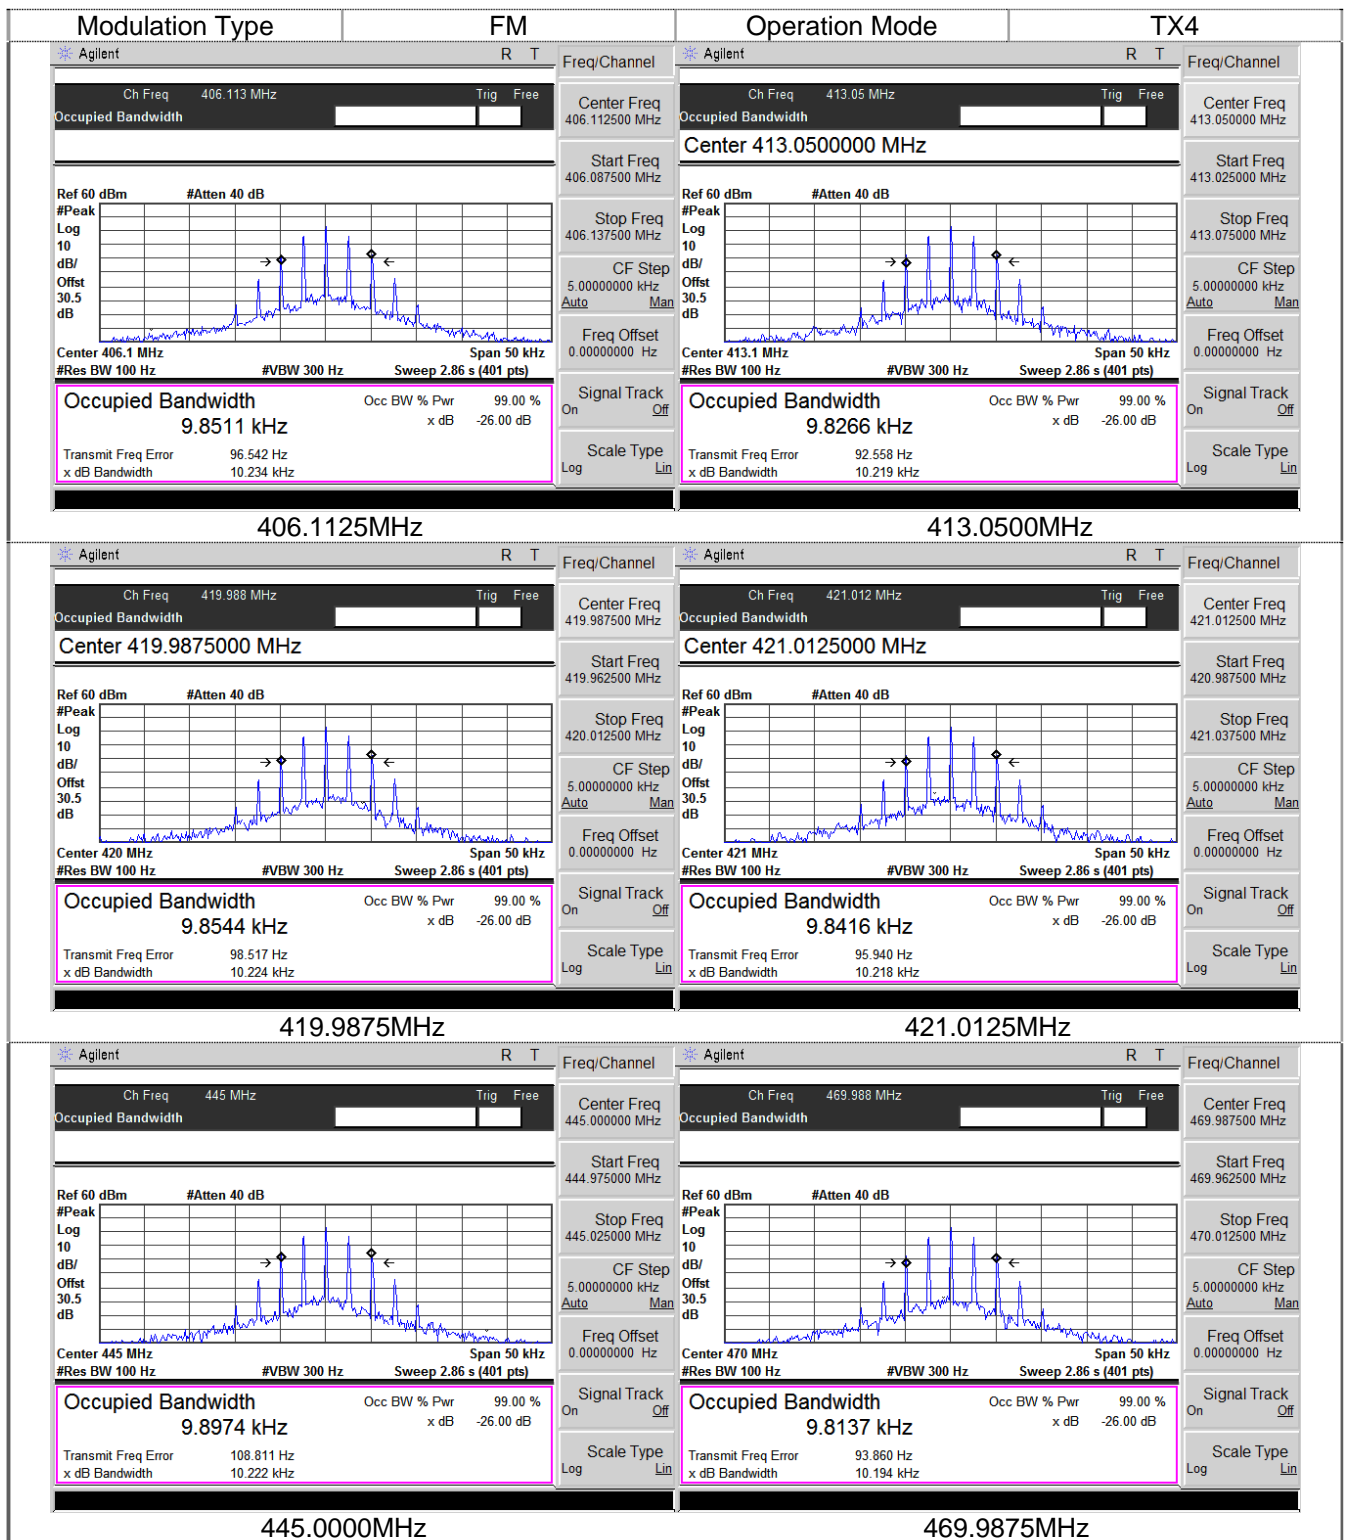 Modulation Type FM Operation Mode TX4
Agilent R T Freq/Channel
Ch Freq 406.113 MHz Trig Free
Occupied Bandwidth
Center Freq
406.112500 MHz
Start Freq
406.087500 MHz
Ref 60 dBm #Atten 40 dB
#Peak
Log
10
dB/
Offst
30.5
dB
Stop Freq
406.137500 MHz
CF Step
5.00000000 kHz
Auto Man
Freq Offset
0.00000000 Hz
Center 406.1 MHz Span 50 kHz
#Res BW 100 Hz #VBW 300 Hz Sweep 2.86 s (401 pts)
Signal Track
On Off
Occupied Bandwidth Occ BW % Pwr 99.00 %
9.8511 kHz x dB -26.00 dB
Transmit Freq Error 96.542 Hz
x dB Bandwidth 10.234 kHz
Scale Type
Log Lin
406.1125MHz
Agilent R T Freq/Channel
Ch Freq 413.05 MHz Trig Free
Occupied Bandwidth
Center 413.0500000 MHz
Center Freq
413.050000 MHz
Start Freq
413.025000 MHz
Ref 60 dBm #Atten 40 dB
#Peak
Log
10
dB/
Offst
30.5
dB
Stop Freq
413.075000 MHz
CF Step
5.00000000 kHz
Auto Man
Freq Offset
0.00000000 Hz
Center 413.1 MHz Span 50 kHz
#Res BW 100 Hz #VBW 300 Hz Sweep 2.86 s (401 pts)
Signal Track
On Off
Occupied Bandwidth Occ BW % Pwr 99.00 %
9.8266 kHz x dB -26.00 dB
Transmit Freq Error 92.558 Hz
x dB Bandwidth 10.219 kHz
Scale Type
Log Lin
413.0500MHz
Agilent R T Freq/Channel
Ch Freq 419.988 MHz Trig Free
Occupied Bandwidth
Center 419.9875000 MHz
Center Freq
419.987500 MHz
Start Freq
419.962500 MHz
Ref 60 dBm #Atten 40 dB
#Peak
Log
10
dB/
Offst
30.5
dB
Stop Freq
420.012500 MHz
CF Step
5.00000000 kHz
Auto Man
Freq Offset
0.00000000 Hz
Center 420 MHz Span 50 kHz
#Res BW 100 Hz #VBW 300 Hz Sweep 2.86 s (401 pts)
Signal Track
On Off
Occupied Bandwidth Occ BW % Pwr 99.00 %
9.8544 kHz x dB -26.00 dB
Transmit Freq Error 98.517 Hz
x dB Bandwidth 10.224 kHz
Scale Type
Log Lin
419.9875MHz
Agilent R T Freq/Channel
Ch Freq 421.012 MHz Trig Free
Occupied Bandwidth
Center 421.0125000 MHz
Center Freq
421.012500 MHz
Start Freq
420.987500 MHz
Ref 60 dBm #Atten 40 dB
#Peak
Log
10
dB/
Offst
30.5
dB
Stop Freq
421.037500 MHz
CF Step
5.00000000 kHz
Auto Man
Freq Offset
0.00000000 Hz
Center 421 MHz Span 50 kHz
#Res BW 100 Hz #VBW 300 Hz Sweep 2.86 s (401 pts)
Signal Track
On Off
Occupied Bandwidth Occ BW % Pwr 99.00 %
9.8416 kHz x dB -26.00 dB
Transmit Freq Error 95.940 Hz
x dB Bandwidth 10.218 kHz
Scale Type
Log Lin
421.0125MHz
Agilent R T Freq/Channel
Ch Freq 445 MHz Trig Free
Occupied Bandwidth
Center Freq
445.000000 MHz
Start Freq
444.975000 MHz
Ref 60 dBm #Atten 40 dB
#Peak
Log
10
dB/
Offst
30.5
dB
Stop Freq
445.025000 MHz
CF Step
5.00000000 kHz
Auto Man
Freq Offset
0.00000000 Hz
Center 445 MHz Span 50 kHz
#Res BW 100 Hz #VBW 300 Hz Sweep 2.86 s (401 pts)
Signal Track
On Off
Occupied Bandwidth Occ BW % Pwr 99.00 %
9.8974 kHz x dB -26.00 dB
Transmit Freq Error 108.811 Hz
x dB Bandwidth 10.222 kHz
Scale Type
Log Lin
445.0000MHz
Agilent R T Freq/Channel
Ch Freq 469.988 MHz Trig Free
Occupied Bandwidth
Center Freq
469.987500 MHz
Start Freq
469.962500 MHz
Ref 60 dBm #Atten 40 dB
#Peak
Log
10
dB/
Offst
30.5
dB
Stop Freq
470.012500 MHz
CF Step
5.00000000 kHz
Auto Man
Freq Offset
0.00000000 Hz
Center 470 MHz Span 50 kHz
#Res BW 100 Hz #VBW 300 Hz Sweep 2.86 s (401 pts)
Signal Track
On Off
Occupied Bandwidth Occ BW % Pwr 99.00 %
9.8137 kHz x dB -26.00 dB
Transmit Freq Error 93.860 Hz
x dB Bandwidth 10.194 kHz
Scale Type
Log Lin
469.9875MHz